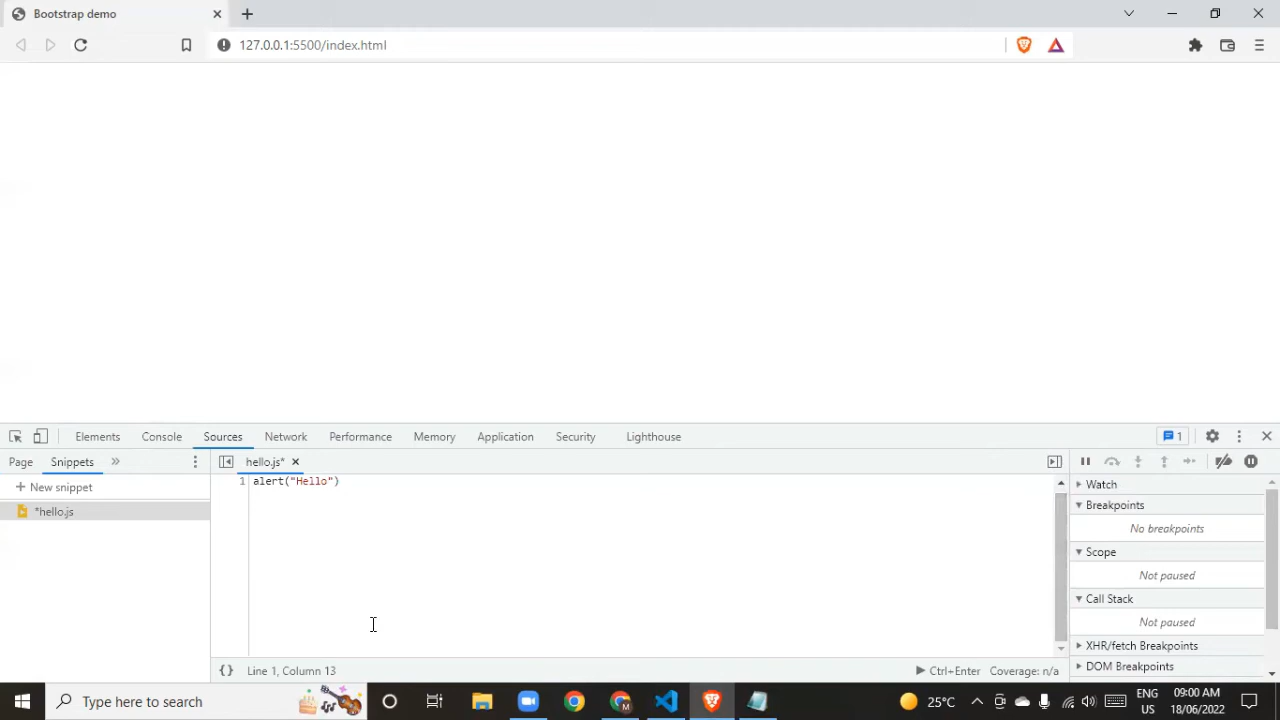 Bootstrap demo
127.0.0.1:5500/index.html
Elements Console Sources Network Performance Memory Application Security Lighthouse 1
Page Snippets hello.js*
New snippet
*hello.js
1 alert("Hello")
Watch
Breakpoints
No breakpoints
Scope
Not paused
Call Stack
Not paused
XHR/fetch Breakpoints
DOM Breakpoints
{ } Line 1, Column 13 Ctrl+Enter Coverage: n/a
Type here to search
M
25°C
ENG
US
09:00 AM
18/06/2022